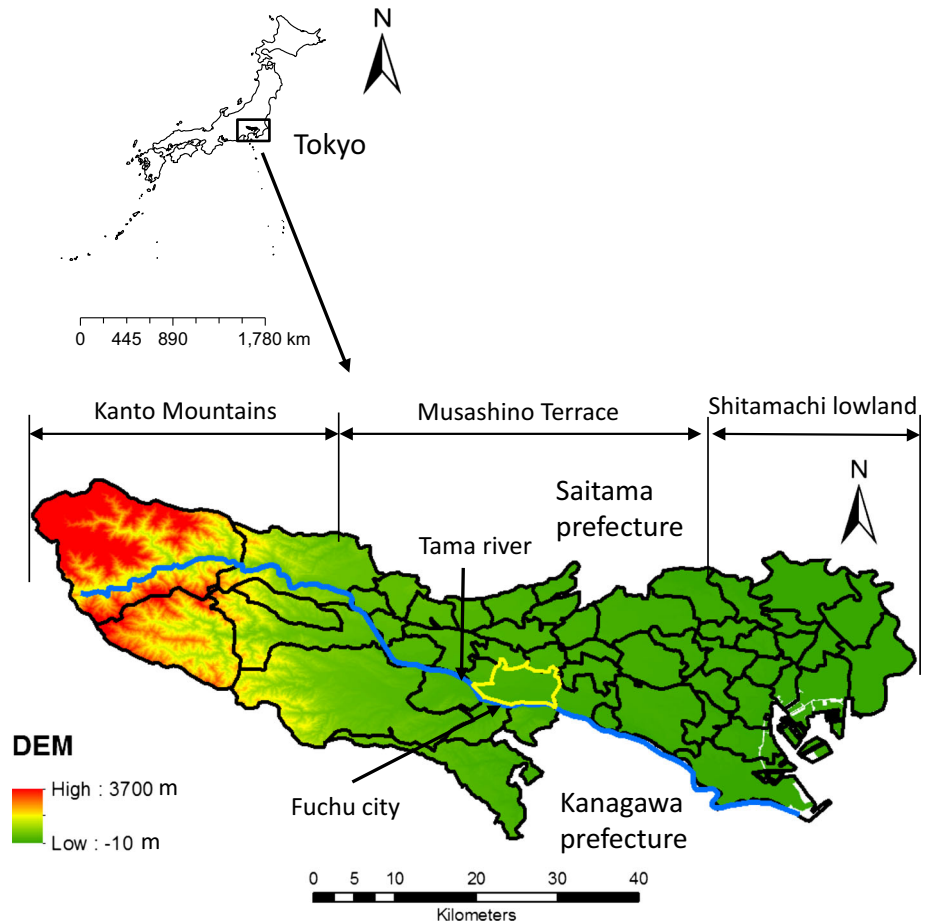 N
Tokyo
0 445 890 1,780 km
Kanto Mountains
Musashino Terrace
Shitamachi lowland
N
Saitama
prefecture
Tama river
DEM
High : 3700 m
Low : -10 m
Fuchu city
Kanagawa
prefecture
0 5 10 20 30 40
Kilometers